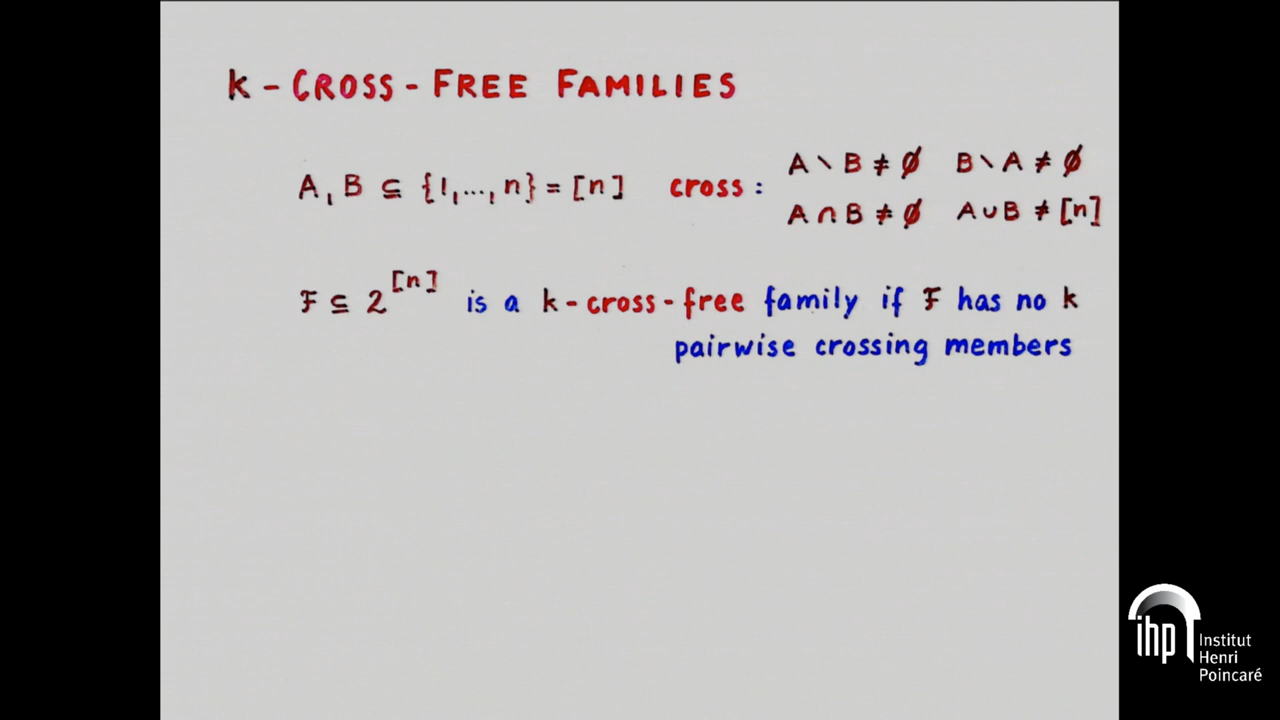 k-CROSS-FREE FAMILIES
A, B ⊆ {1,..., n} = [n] cross: A \ B ≠ ∅ B \ A ≠ ∅
A ∩ B ≠ ∅ A ∪ B ≠ [n]
F ⊆ 2^[n] is a k-cross-free family if F has no k
pairwise crossing members
ihp Institut
Henri
Poincaré